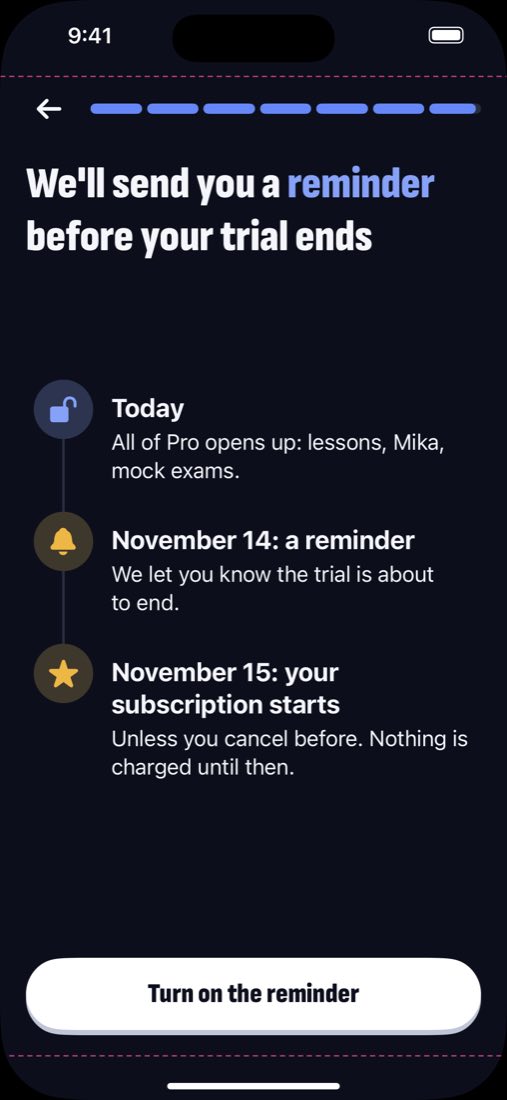 9:41
We'll send you a reminder
before your trial ends
Today
All of Pro opens up: lessons, Mika,
mock exams.
November 14: a reminder
We let you know the trial is about
to end.
November 15: your
subscription starts
Unless you cancel before. Nothing is
charged until then.
Turn on the reminder